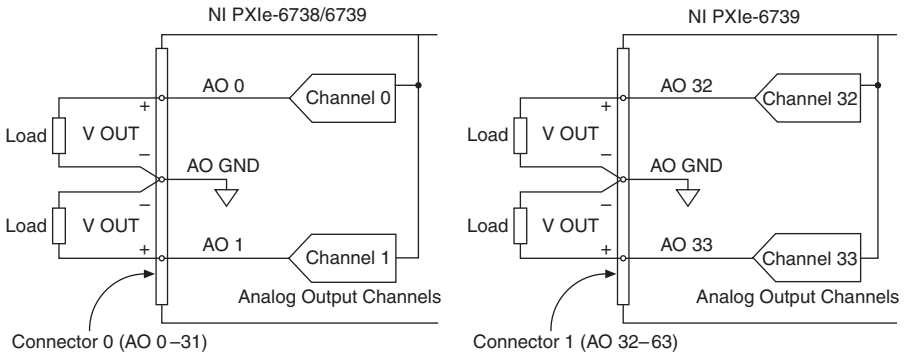 NI PXIe-6738/6739
AO 0
Channel 0
+
Load
V OUT
–
AO GND
–
Load
V OUT
+
AO 1
Channel 1
Analog Output Channels
Connector 0 (AO 0–31)
NI PXIe-6739
AO 32
Channel 32
+
Load
V OUT
–
AO GND
–
Load
V OUT
+
AO 33
Channel 33
Analog Output Channels
Connector 1 (AO 32–63)